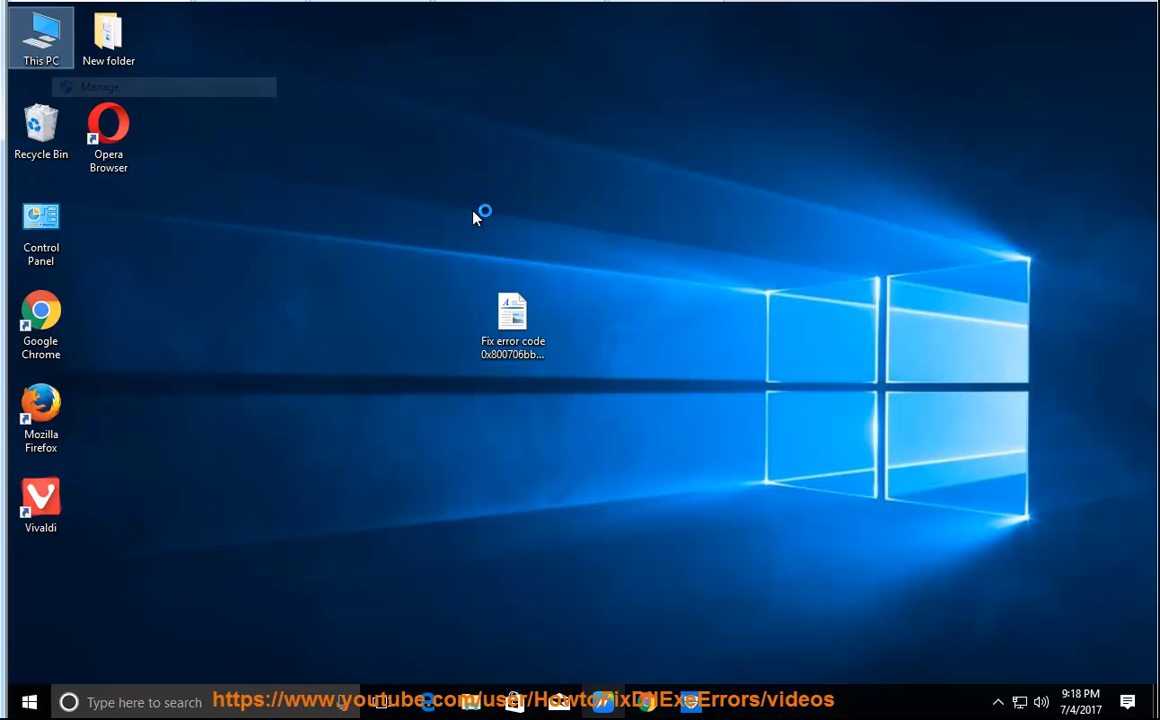 This PC
New folder
Manage
Recycle Bin
Opera
Browser
Control
Panel
Fix error code
0x800706bb...
Google
Chrome
Mozilla
Firefox
Vivaldi
Type here to search
https://www.youtube.com/user/HowtoFixDllExeErrors/videos
9:18 PM
7/4/2017